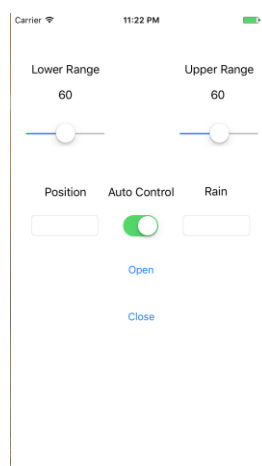 Carrier 11:22 PM
Lower Range Upper Range
60 60
Position Auto Control Rain
Open
Close